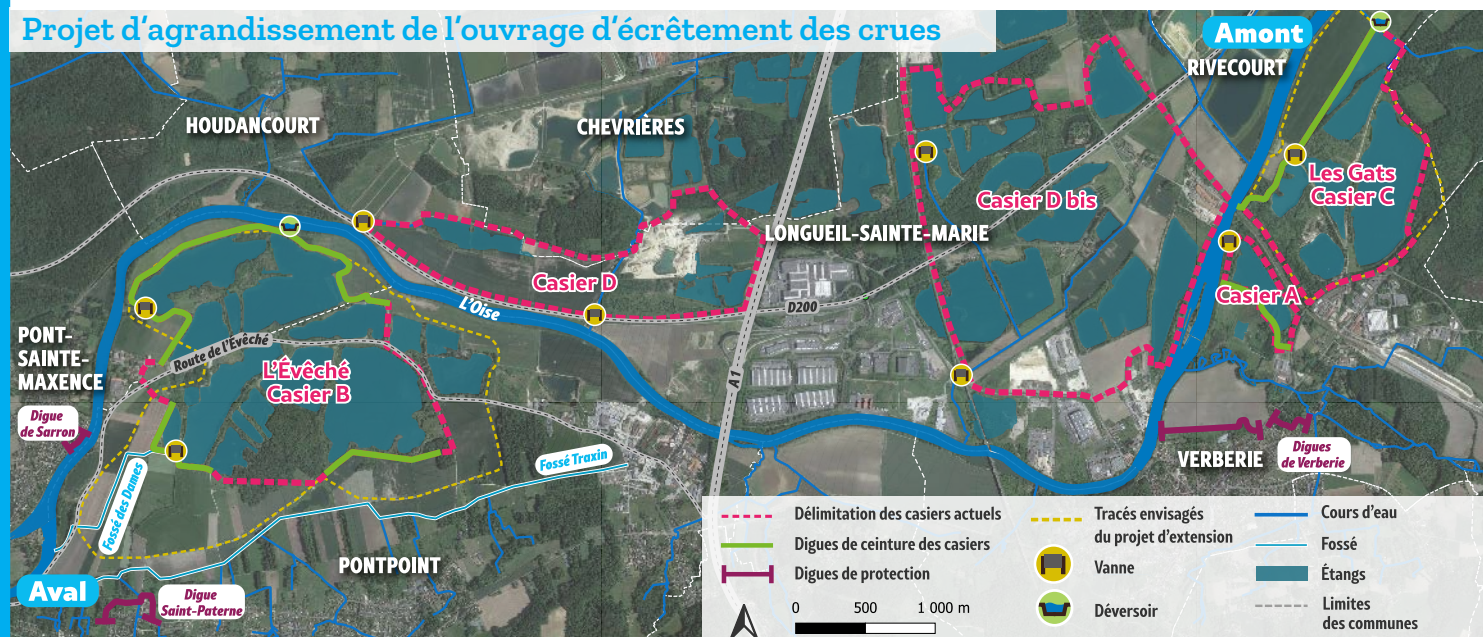 Projet d'agrandissement de l'ouvrage d'écrêtement des crues
Amont
RIVECOURT
HOUDANCOURT
CHEVRIÈRES
Les Gats
Casier C
Casier D bis
LONGUEIL-SAINTE-MARIE
Casier D
Casier A
L'Oise
D200
PONT-
SAINTE-
MAXENCE
Route de l'Evêché
L'Évêché
Casier B
A1
Digue
de Sarron
Fossé Traxin
VERBERIE
Digues
de Verberie
Fossé des Dames
PONTPOINT
Aval
Digue
Saint-Paterne
Délimitation des casiers actuels
Digues de ceinture des casiers
Digues de protection
0 500 1 000 m
Tracés envisagés
du projet d'extension
Vanne
Déversoir
Cours d'eau
Fossé
Étangs
Limites
des communes